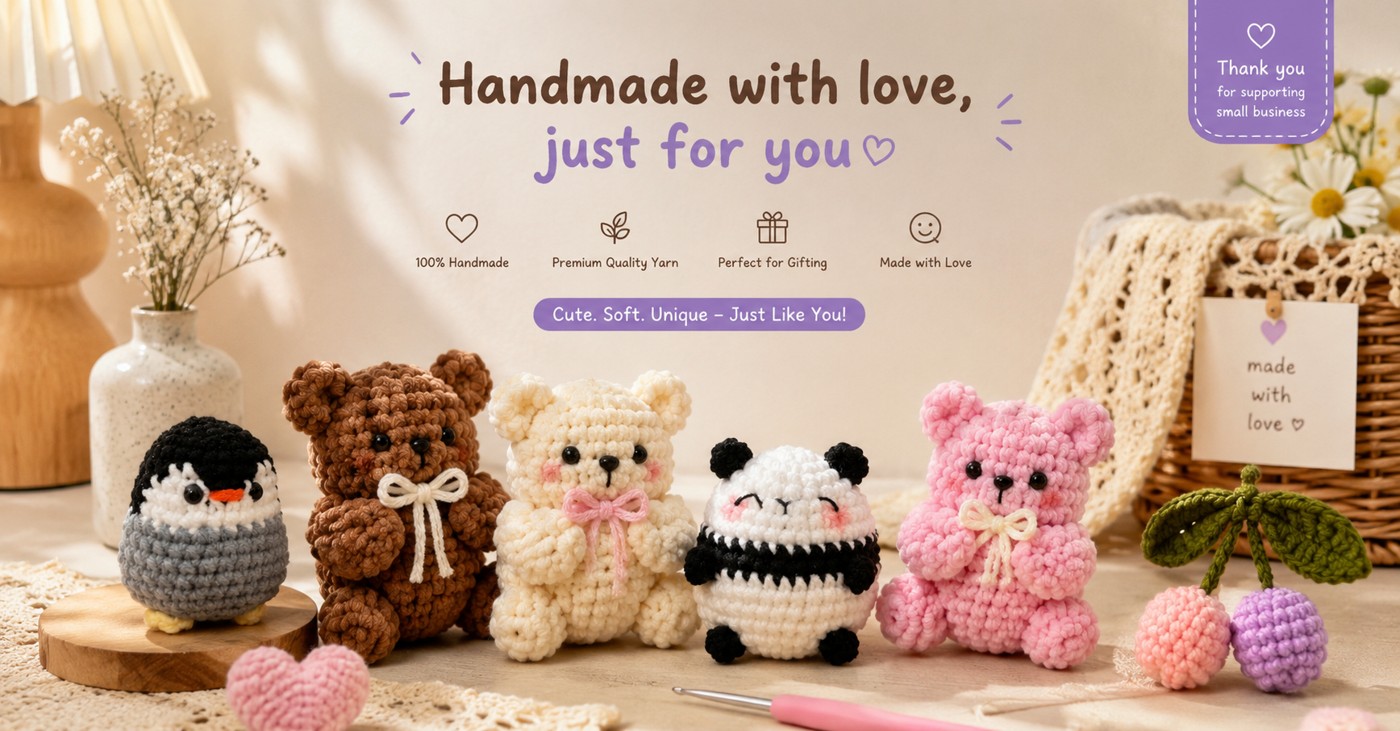 Handmade with love,
just for you
Thank you
for supporting
small business
100% Handmade
Premium Quality Yarn
Perfect for Gifting
Made with Love
Cute. Soft. Unique – Just Like You!
made
with
love